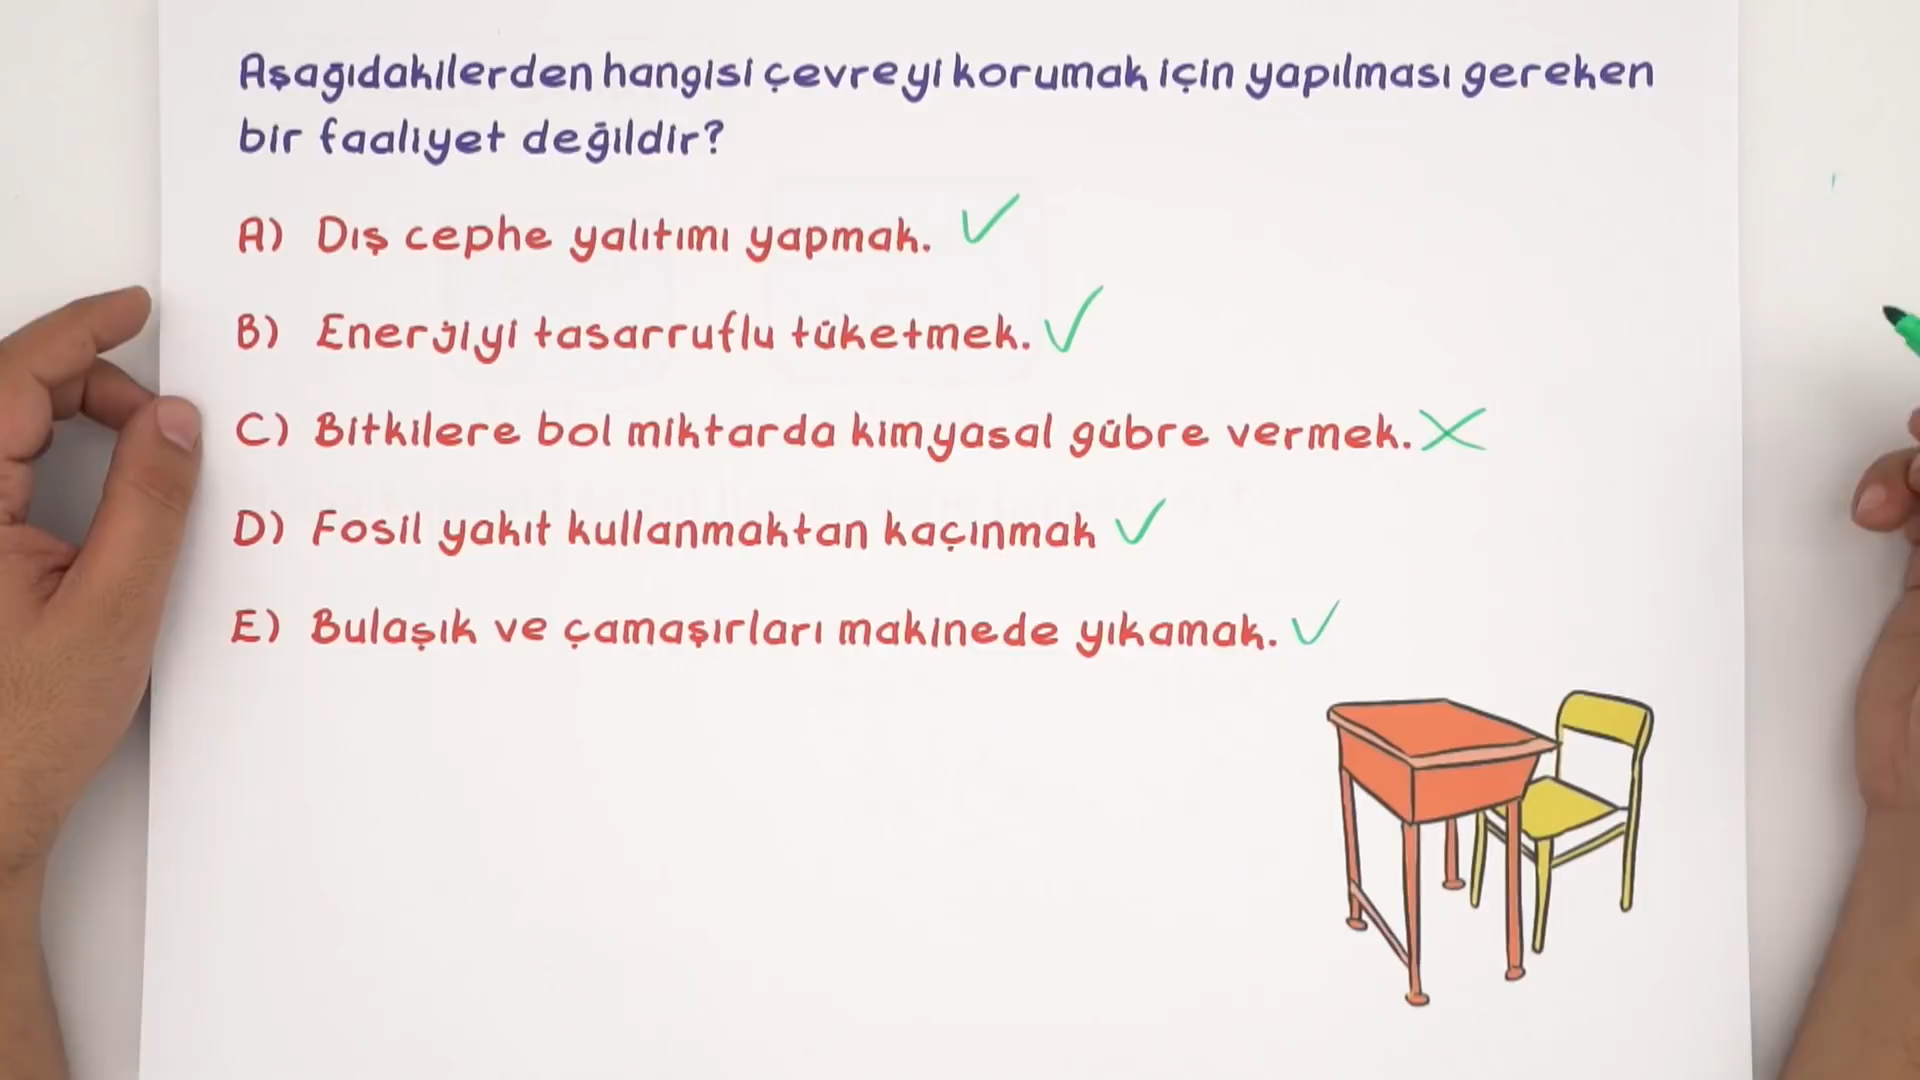 Aşağıdakilerden hangisi çevreyi korumak için yapılması gereken
bir faaliyet değildir?
A) Dış cephe yalıtımı yapmak.
B) Enerjiyi tasarruflu tüketmek.
C) Bitkilere bol miktarda kimyasal gübre vermek.
D) Fosil yakıt kullanmaktan kaçınmak
E) Bulaşık ve çamaşırları makinede yıkamak.